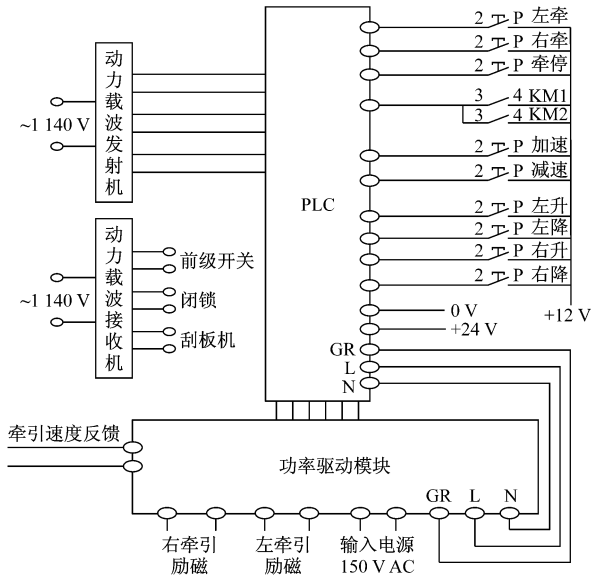 2 P 左牵
2 P 右牵
2 P 牵停
3 4 KM1
3 4 KM2
2 P 加速
2 P 减速
2 P 左升
2 P 左降
2 P 右升
2 P 右降
+12 V
0 V
+24 V
GR
L
N
PLC
动力载波发射机
~1 140 V
动力载波接收机
~1 140 V
前级开关
闭锁
刮板机
牵引速度反馈
功率驱动模块
GR L N
右牵引
励磁
左牵引
励磁
输入电源
150 V AC